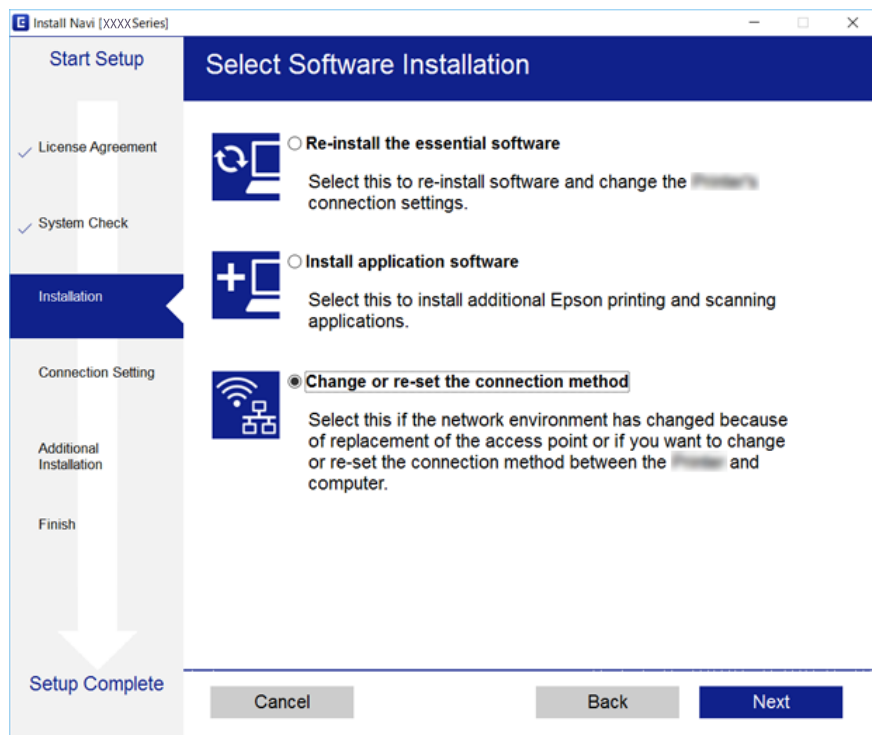 Install Navi [XXXX Series]
Start Setup
License Agreement
System Check
Installation
Connection Setting
Additional
Installation
Finish
Setup Complete
Select Software Installation
Re-install the essential software
Select this to re-install software and change the
connection settings.
Install application software
Select this to install additional Epson printing and scanning
applications.
Change or re-set the connection method
Select this if the network environment has changed because
of replacement of the access point or if you want to change
or re-set the connection method between the and
computer.
Cancel
Back
Next